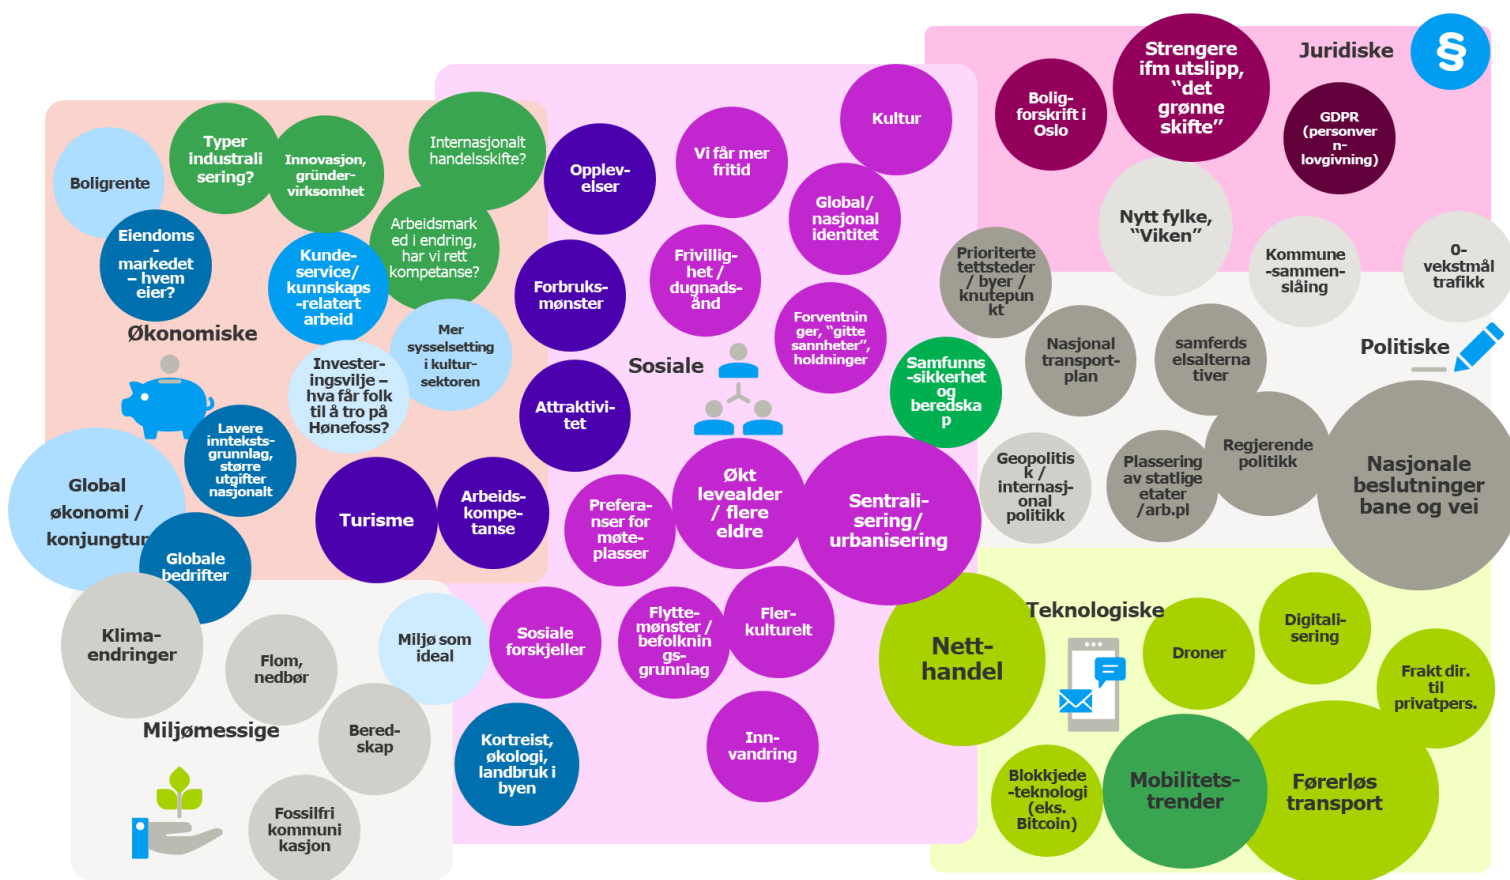 Økonomiske
Boligrente
Typer
industriali
sering?
Innovasjon,
gründer-
virksomhet
Internasjonalt
handelsskifte?
Arbeidsmark
ed i endring,
har vi rett
kompetanse?
Eiendoms
-
markedet
– hvem
eier?
Kunde-
service/
kunnskaps
-relatert
arbeid
Mer
sysselsetting
i kultur-
sektoren
Invester-
ingsvilje –
hva får folk
til å tro på
Hønefoss?
Lavere
inntekts-
grunnlag,
større
utgifter
nasjonalt
Global
økonomi /
konjungtur
Globale
bedrifter
Turisme
Arbeids-
kompe-
tanse
Sosiale
Opplev-
elser
Forbruks-
mønster
Attraktivi-
tet
Vi får mer
fritid
Kultur
Global/
nasjonal
identitet
Frivillig-
het /
dugnads-
ånd
Forventnin
ger, “gitte
sannheter”,
holdninger
Samfunns
-sikkerhet
og
beredska
p
Prefera-
nser for
møte-
plasser
Økt
levealder
/ flere
eldre
Sentrali-
sering/
urbanisering
Sosiale
forskjeller
Flytte-
mønster /
befolknin
gs-
grunnlag
Fler-
kulturelt
Inn-
vandring
Kortreist,
økologi,
landbruk i
byen
Juridiske
§
Bolig-
forskrift i
Oslo
Strengere
ifm utslipp,
“det
grønne
skifte”
GDPR
(personver
n-
lovgivning)
Politiske
Nytt fylke,
“Viken”
Kommune
-sammen-
slåing
0-
vekstmål
trafikk
Prioriterte
tettsteder
/ byer /
knutepun
kt
Nasjonal
transport-
plan
samferds
elsalterna
tiver
Geopolitis
k /
internasj-
onal
politikk
Plassering
av statlige
etater
/arb.pl
Regjerende
politikk
Nasjonale
beslutninger
bane og vei
Miljømessige
Klima-
endringer
Flom,
nedbør
Miljø som
ideal
Bered-
skap
Fossilfri
kommuni
kasjon
Teknologiske
Nett-
handel
Droner
Digitali-
sering
Frakt dir.
til
privatpers.
Blokkjede
-teknologi
(eks.
Bitcoin)
Mobilitets-
trender
Førerløs
transport